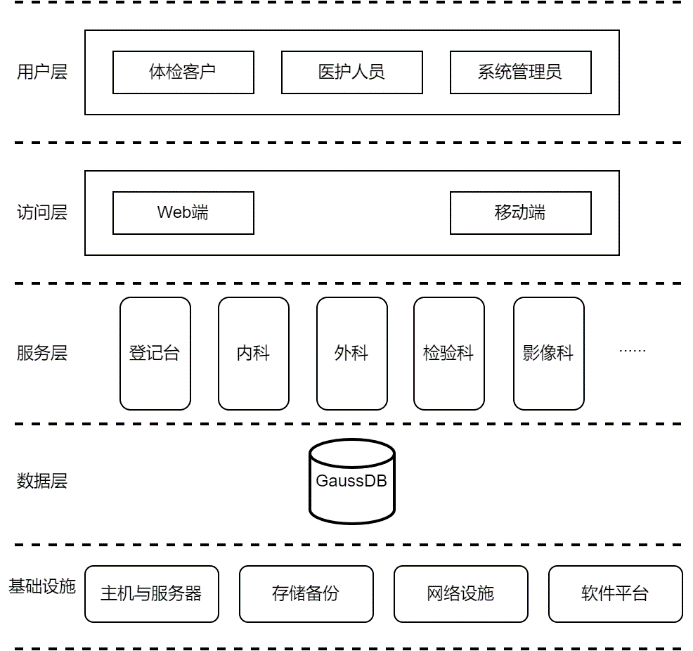 用户层
体检客户
医护人员
系统管理员
访问层
Web端
移动端
服务层
登记台
内科
外科
检验科
影像科
……
数据层
GaussDB
基础设施
主机与服务器
存储备份
网络设施
软件平台